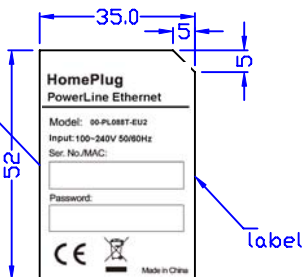 35.0
5
5
HomePlug
PowerLine Ethernet
Model: 00-PL088T-EU2
Input:100~240V 50/60Hz
Ser. No./MAC:
52
Password:
label
CE
Made in China